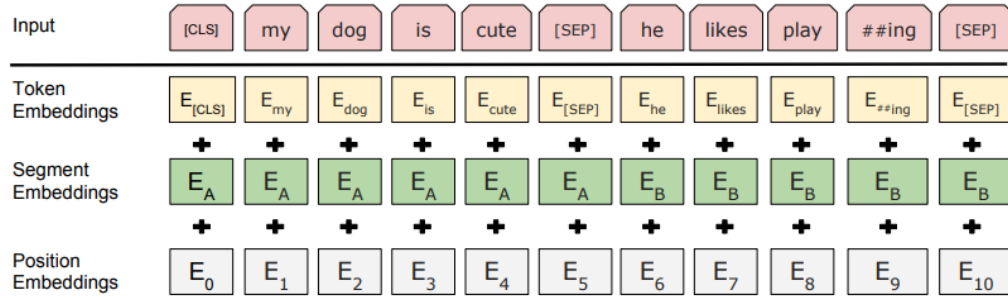 Input [CLS] my dog is cute [SEP] he likes play ##ing [SEP]
Token Embeddings E[CLS] Emy Edog Eis Ecute E[SEP] Ehe Elikes Eplay E##ing E[SEP]
+ + + + + + + + + + +
Segment Embeddings EA EA EA EA EA EA EB EB EB EB EB
+ + + + + + + + + + +
Position Embeddings E0 E1 E2 E3 E4 E5 E6 E7 E8 E9 E10